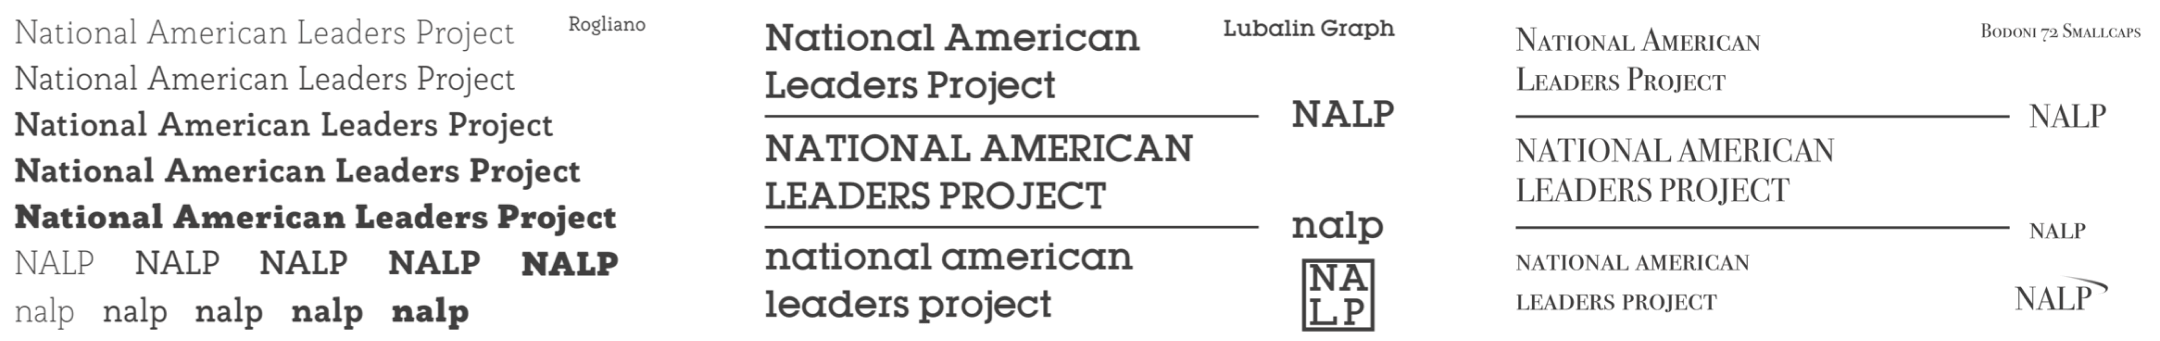 National American Leaders Project
Rogliano
National American Leaders Project
National American Leaders Project
National American Leaders Project
National American Leaders Project
NALP NALP NALP NALP NALP
nalp nalp nalp nalp nalp
National American
Leaders Project
Lubalin Graph
NALP
NATIONAL AMERICAN
LEADERS PROJECT
nalp
national american
leaders project
NA
LP
National American
Leaders Project
Bodoni 72 Smallcaps
NALP
NATIONAL AMERICAN
LEADERS PROJECT
nalp
national american
leaders project
NALP